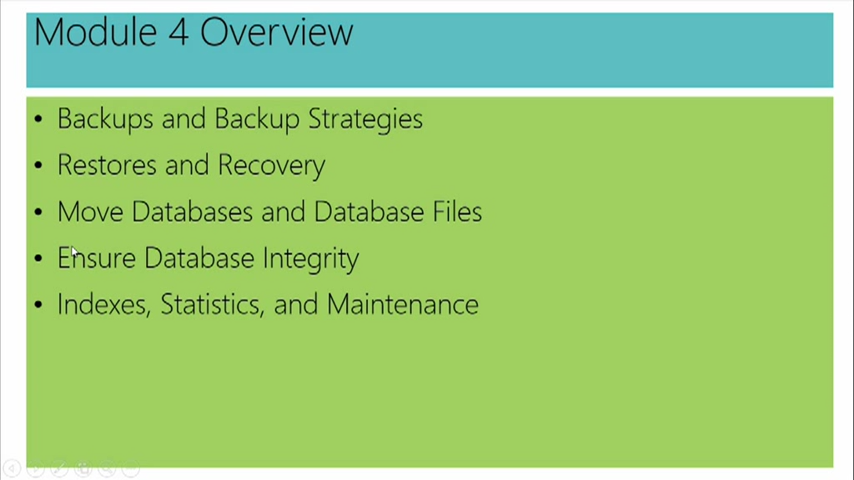 Module 4 Overview
• Backups and Backup Strategies
• Restores and Recovery
• Move Databases and Database Files
• Ensure Database Integrity
• Indexes, Statistics, and Maintenance